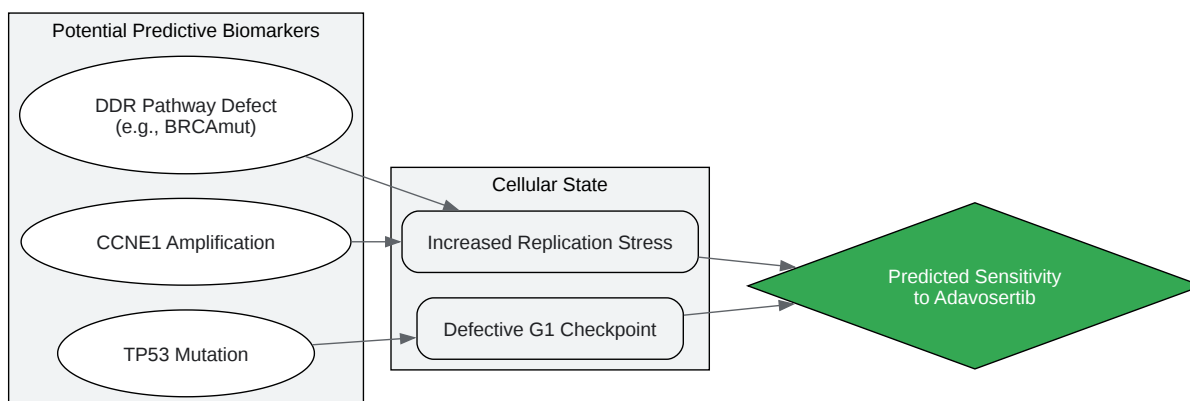 Potential Predictive Biomarkers
DDR Pathway Defect
(e.g., BRCAmut)
CCNE1 Amplification
TP53 Mutation
Cellular State
Increased Replication Stress
Defective G1 Checkpoint
Predicted Sensitivity
to Adavosertib